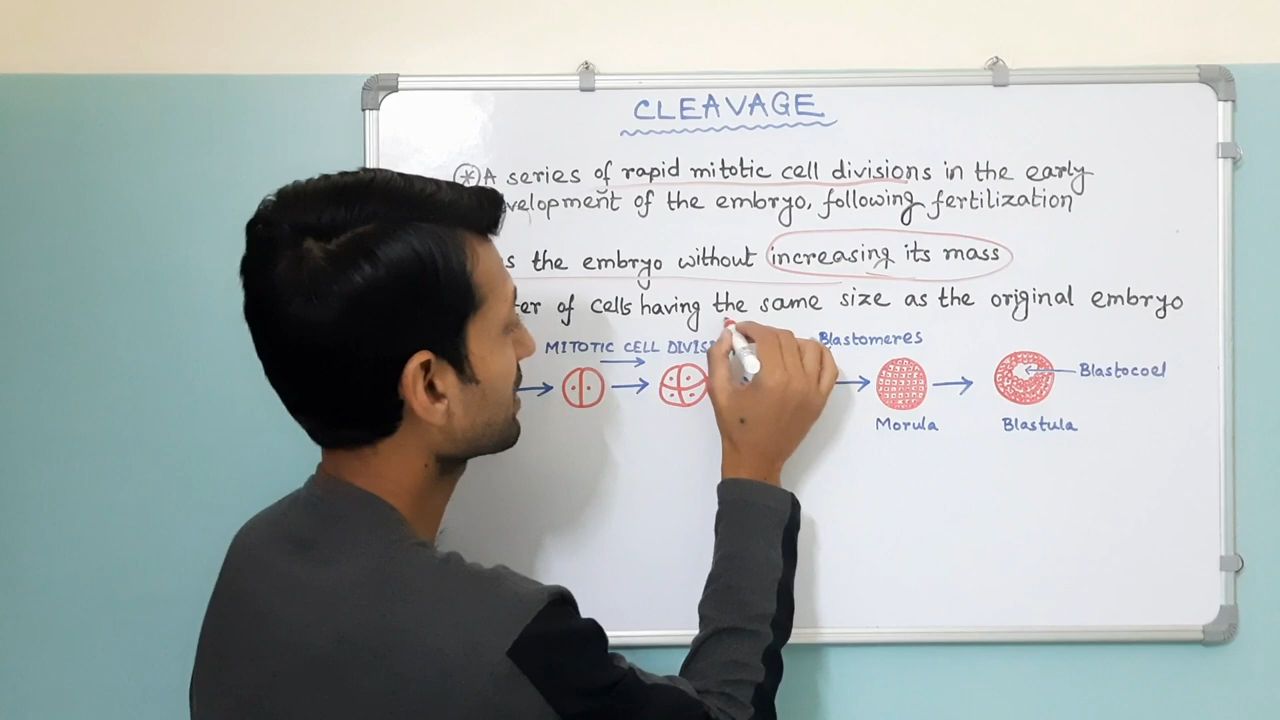 CLEAVAGE
* A series of rapid mitotic cell divisions in the early
velopment of the embryo, following fertilization
s the embryo without increasing its mass
ter of cells having the same size as the original embryo
MITOTIC CELL DIVIS
Blastomeres
Blastocoel
Morula
Blastula